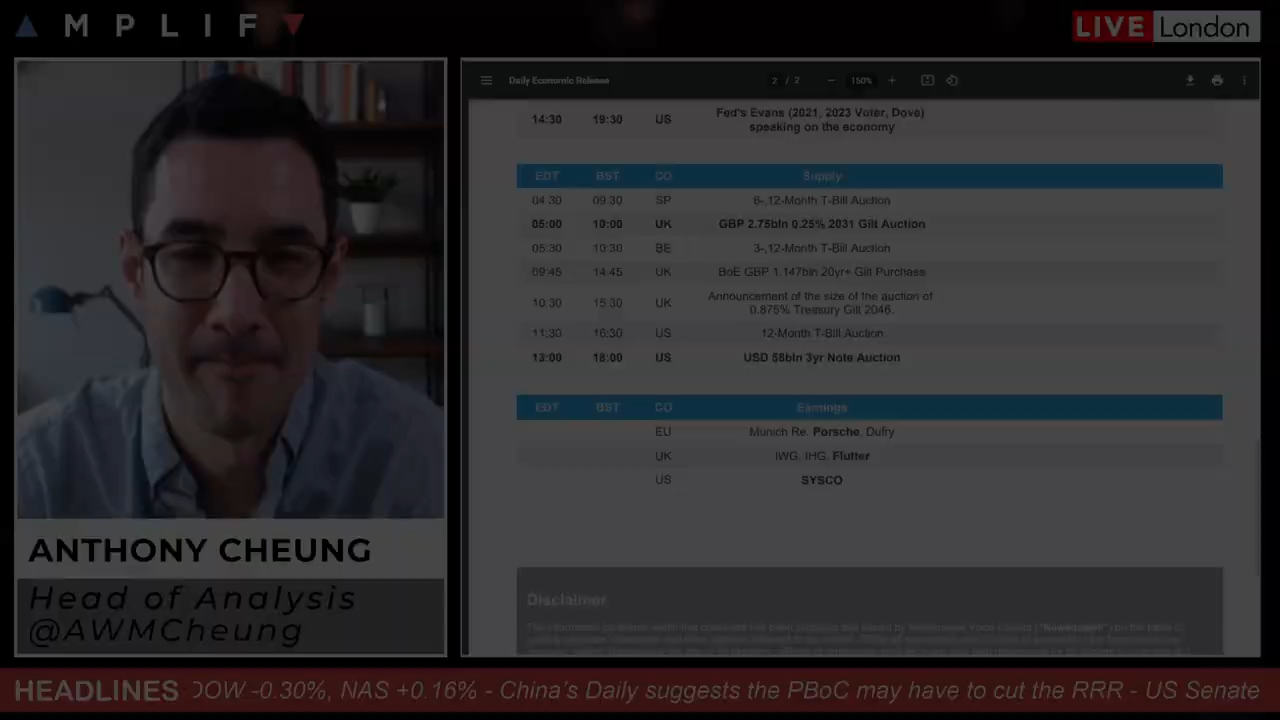 MPLIF
LIVE London
Daily Economic Release
2 / 2
150%
14:30 19:30 US Fed's Evans (2021, 2023 Voter, Dove)
speaking on the economy
EDT BST CO Supply
04:30 09:30 SP 6-,12-Month T-Bill Auction
05:00 10:00 UK GBP 2.75bln 0.25% 2031 Gilt Auction
05:30 10:30 BE 3-,12-Month T-Bill Auction
09:45 14:45 UK BoE GBP 1.147bln 20yr+ Gilt Purchase
10:30 15:30 UK Announcement of the size of the auction of
0.875% Treasury Gilt 2046.
11:30 16:30 US 12-Month T-Bill Auction.
13:00 18:00 US USD 58bln 3yr Note Auction
EDT BST CO Earnings
EU Munich Re, Porsche, Dufry
UK IWG, IHG, Flutter
US SYSCO
Disclaimer
ANTHONY CHEUNG
Head of Analysis
@AWMCheung
HEADLINES DOW -0.30%, NAS +0.16% - China's Daily suggests the PBoC may have to cut the RRR - US Senate